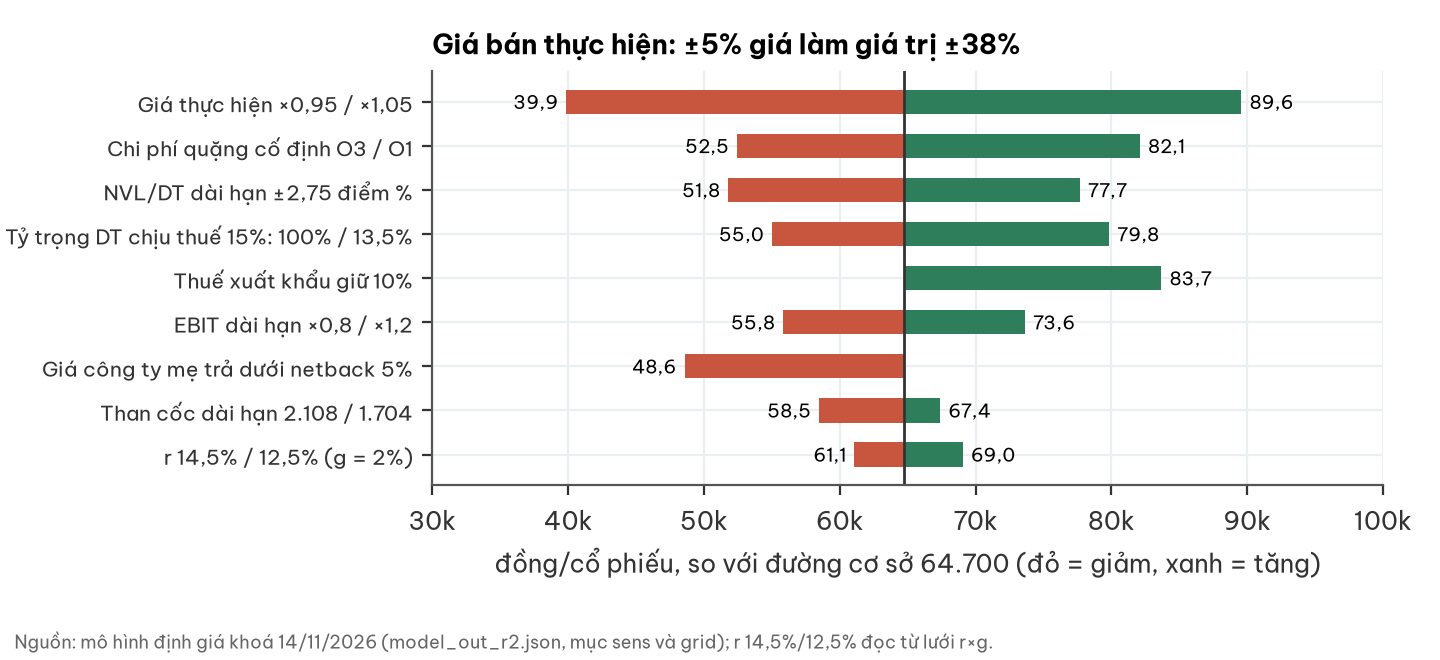 Giá bán thực hiện: ±5% giá làm giá trị ±38%
Giá thực hiện ×0,95 / ×1,05
39,9
89,6
Chi phí quặng cố định O3 / O1
52,5
82,1
NVL/DT dài hạn ±2,75 điểm %
51,8
77,7
Tỷ trọng DT chịu thuế 15%: 100% / 13,5%
55,0
79,8
Thuế xuất khẩu giữ 10%
83,7
EBIT dài hạn ×0,8 / ×1,2
55,8
73,6
Giá công ty mẹ trả dưới netback 5%
48,6
Than cốc dài hạn 2.108 / 1.704
58,5
67,4
r 14,5% / 12,5% (g = 2%)
61,1
69,0
30k
40k
50k
60k
70k
80k
90k
100k
đồng/cổ phiếu, so với đường cơ sở 64.700 (đỏ = giảm, xanh = tăng)
Nguồn: mô hình định giá khoá 14/11/2026 (model_out_r2.json, mục sens và grid); r 14,5%/12,5% đọc từ lưới r×g.